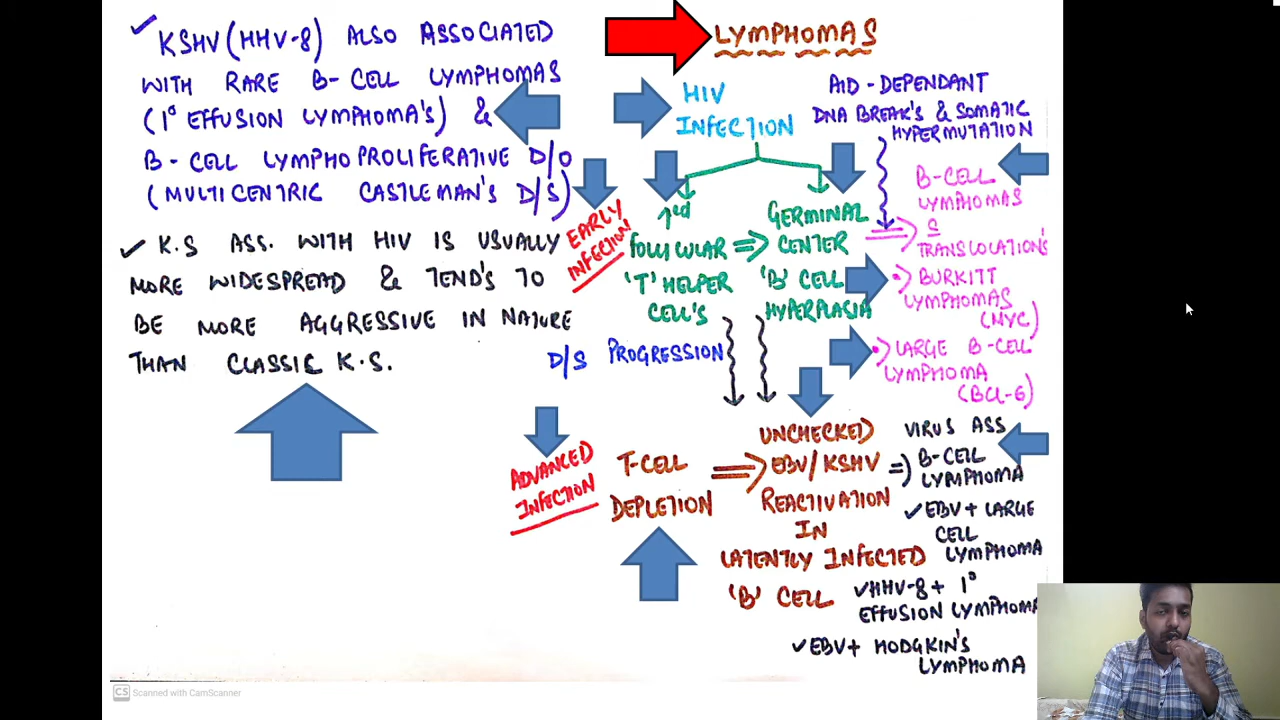 KSHV (HHV-8) ALSO ASSOCIATED
WITH RARE B-CELL LYMPHOMAS
(1° EFFUSION LYMPHOMA'S) &
B-CELL LYMPHOPROLIFERATIVE D/O
(MULTICENTRIC CASTLEMAN'S D/S)
K.S ASS. WITH HIV IS USUALLY
MORE WIDESPREAD & TEND'S TO
BE MORE AGGRESSIVE IN NATURE
THAN CLASSIC K.S.
LYMPHOMAS
HIV
INFECTION
AID-DEPENDANT
DNA BREAK'S & SOMATIC
HYPERMUTATION
EARLY
INFECTION
↑ed
FOLLICULAR
'T' HELPER
CELL'S
GERMINAL
CENTER
'B' CELL
HYPERPLASIA
B-CELL
LYMPHOMAS
S
TRANSLOCATION'S
BURKITT
LYMPHOMAS
(MYC)
LARGE B-CELL
LYMPHOMA
(BCL-6)
D/S PROGRESSION
ADVANCED
INFECTION
T-CELL
DEPLETION
UNCHECKED
EBV/KSHV
REACTIVATION
IN
LATENTLY INFECTED
'B' CELL
VIRUS ASS
B-CELL
LYMPHOMA
EBV + LARGE
CELL
LYMPHOMA
HHV-8 + 1°
EFFUSION LYMPHOMA
EBV + HODGKIN'S
LYMPHOMA
CS Scanned with CamScanner